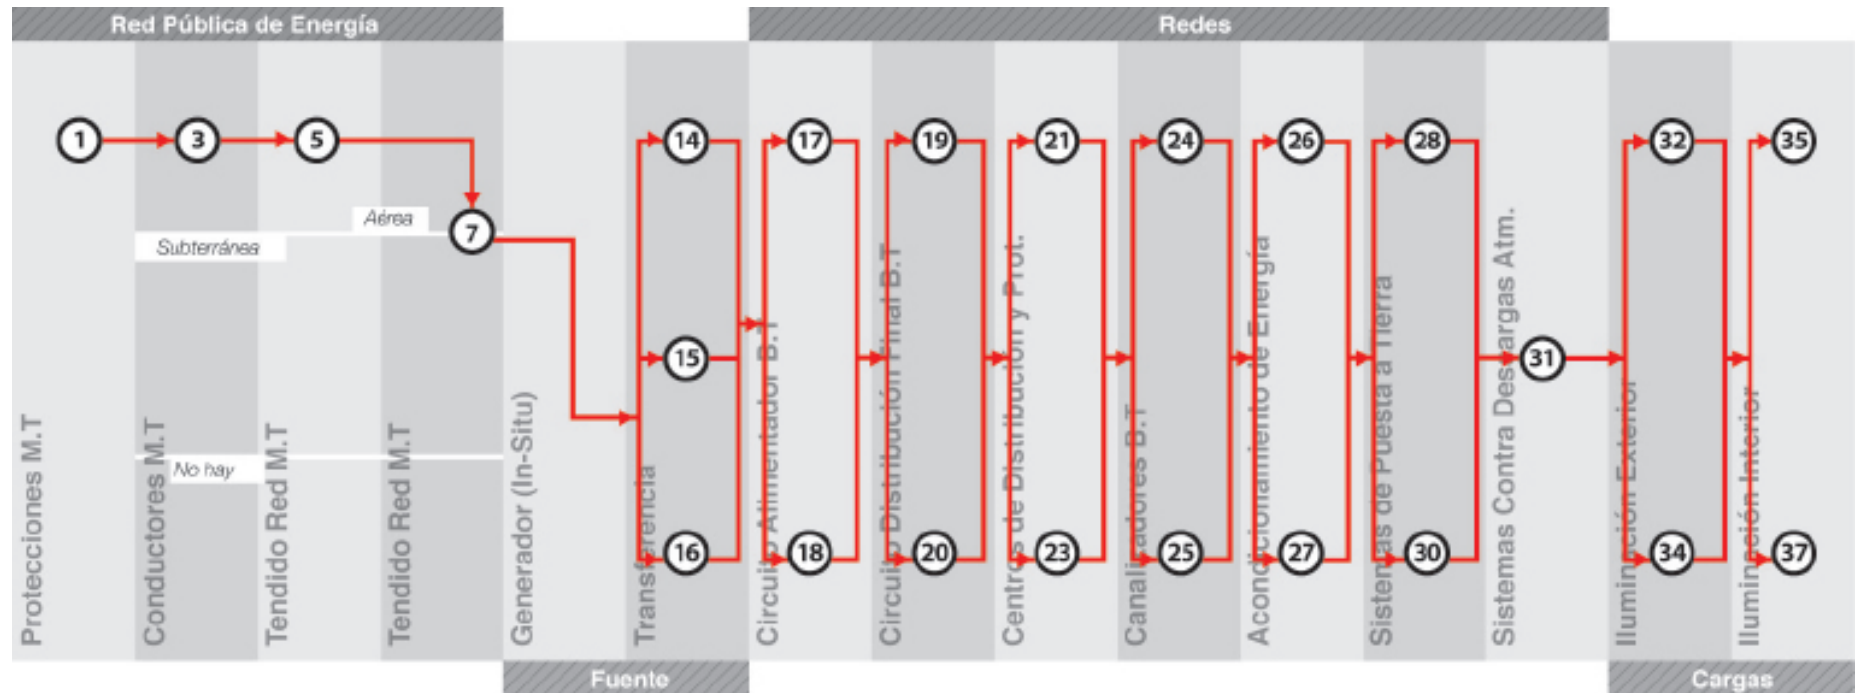 Red Pública de Energía
Redes
1
3
5
7
14
15
16
17
18
19
20
21
23
24
25
26
27
28
30
31
32
34
35
37
Aérea
Subterránea
No hay
Protecciones M.T
Conductores M.T
Tendido Red M.T
Tendido Red M.T
Generador (In-Situ)
Transferencia
Circuito Alimentador B.T
Circuito Distribución Final B.T
Centros de Distribución y Prot.
Canalizadores B.T
Acondicionamiento de Energía
Sistemas de Puesta a Tierra
Sistemas Contra Descargas Atm.
Iluminación Exterior
Iluminación Interior
Fuente
Cargas